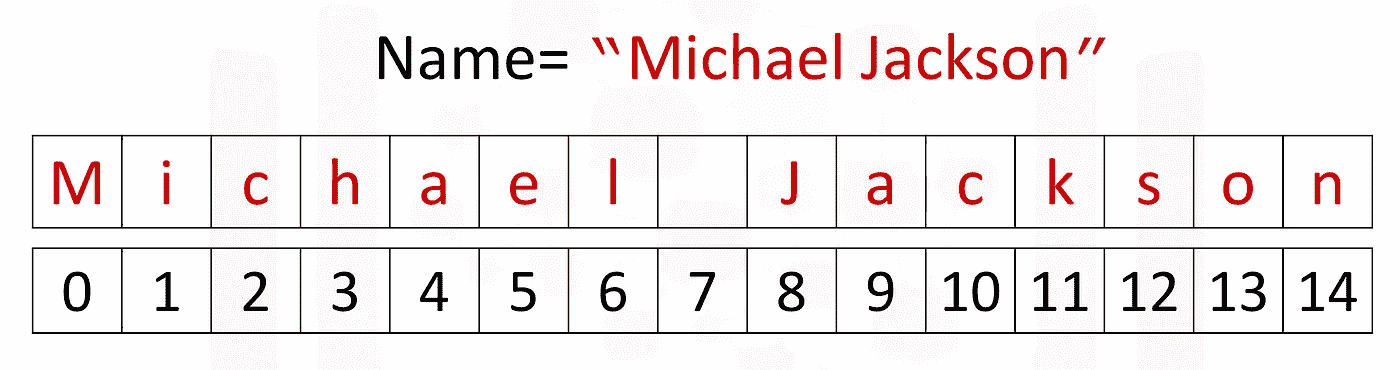 Name= “Michael Jackson”
M i c h a e l   J a c k s o n
0 1 2 3 4 5 6 7 8 9 10 11 12 13 14